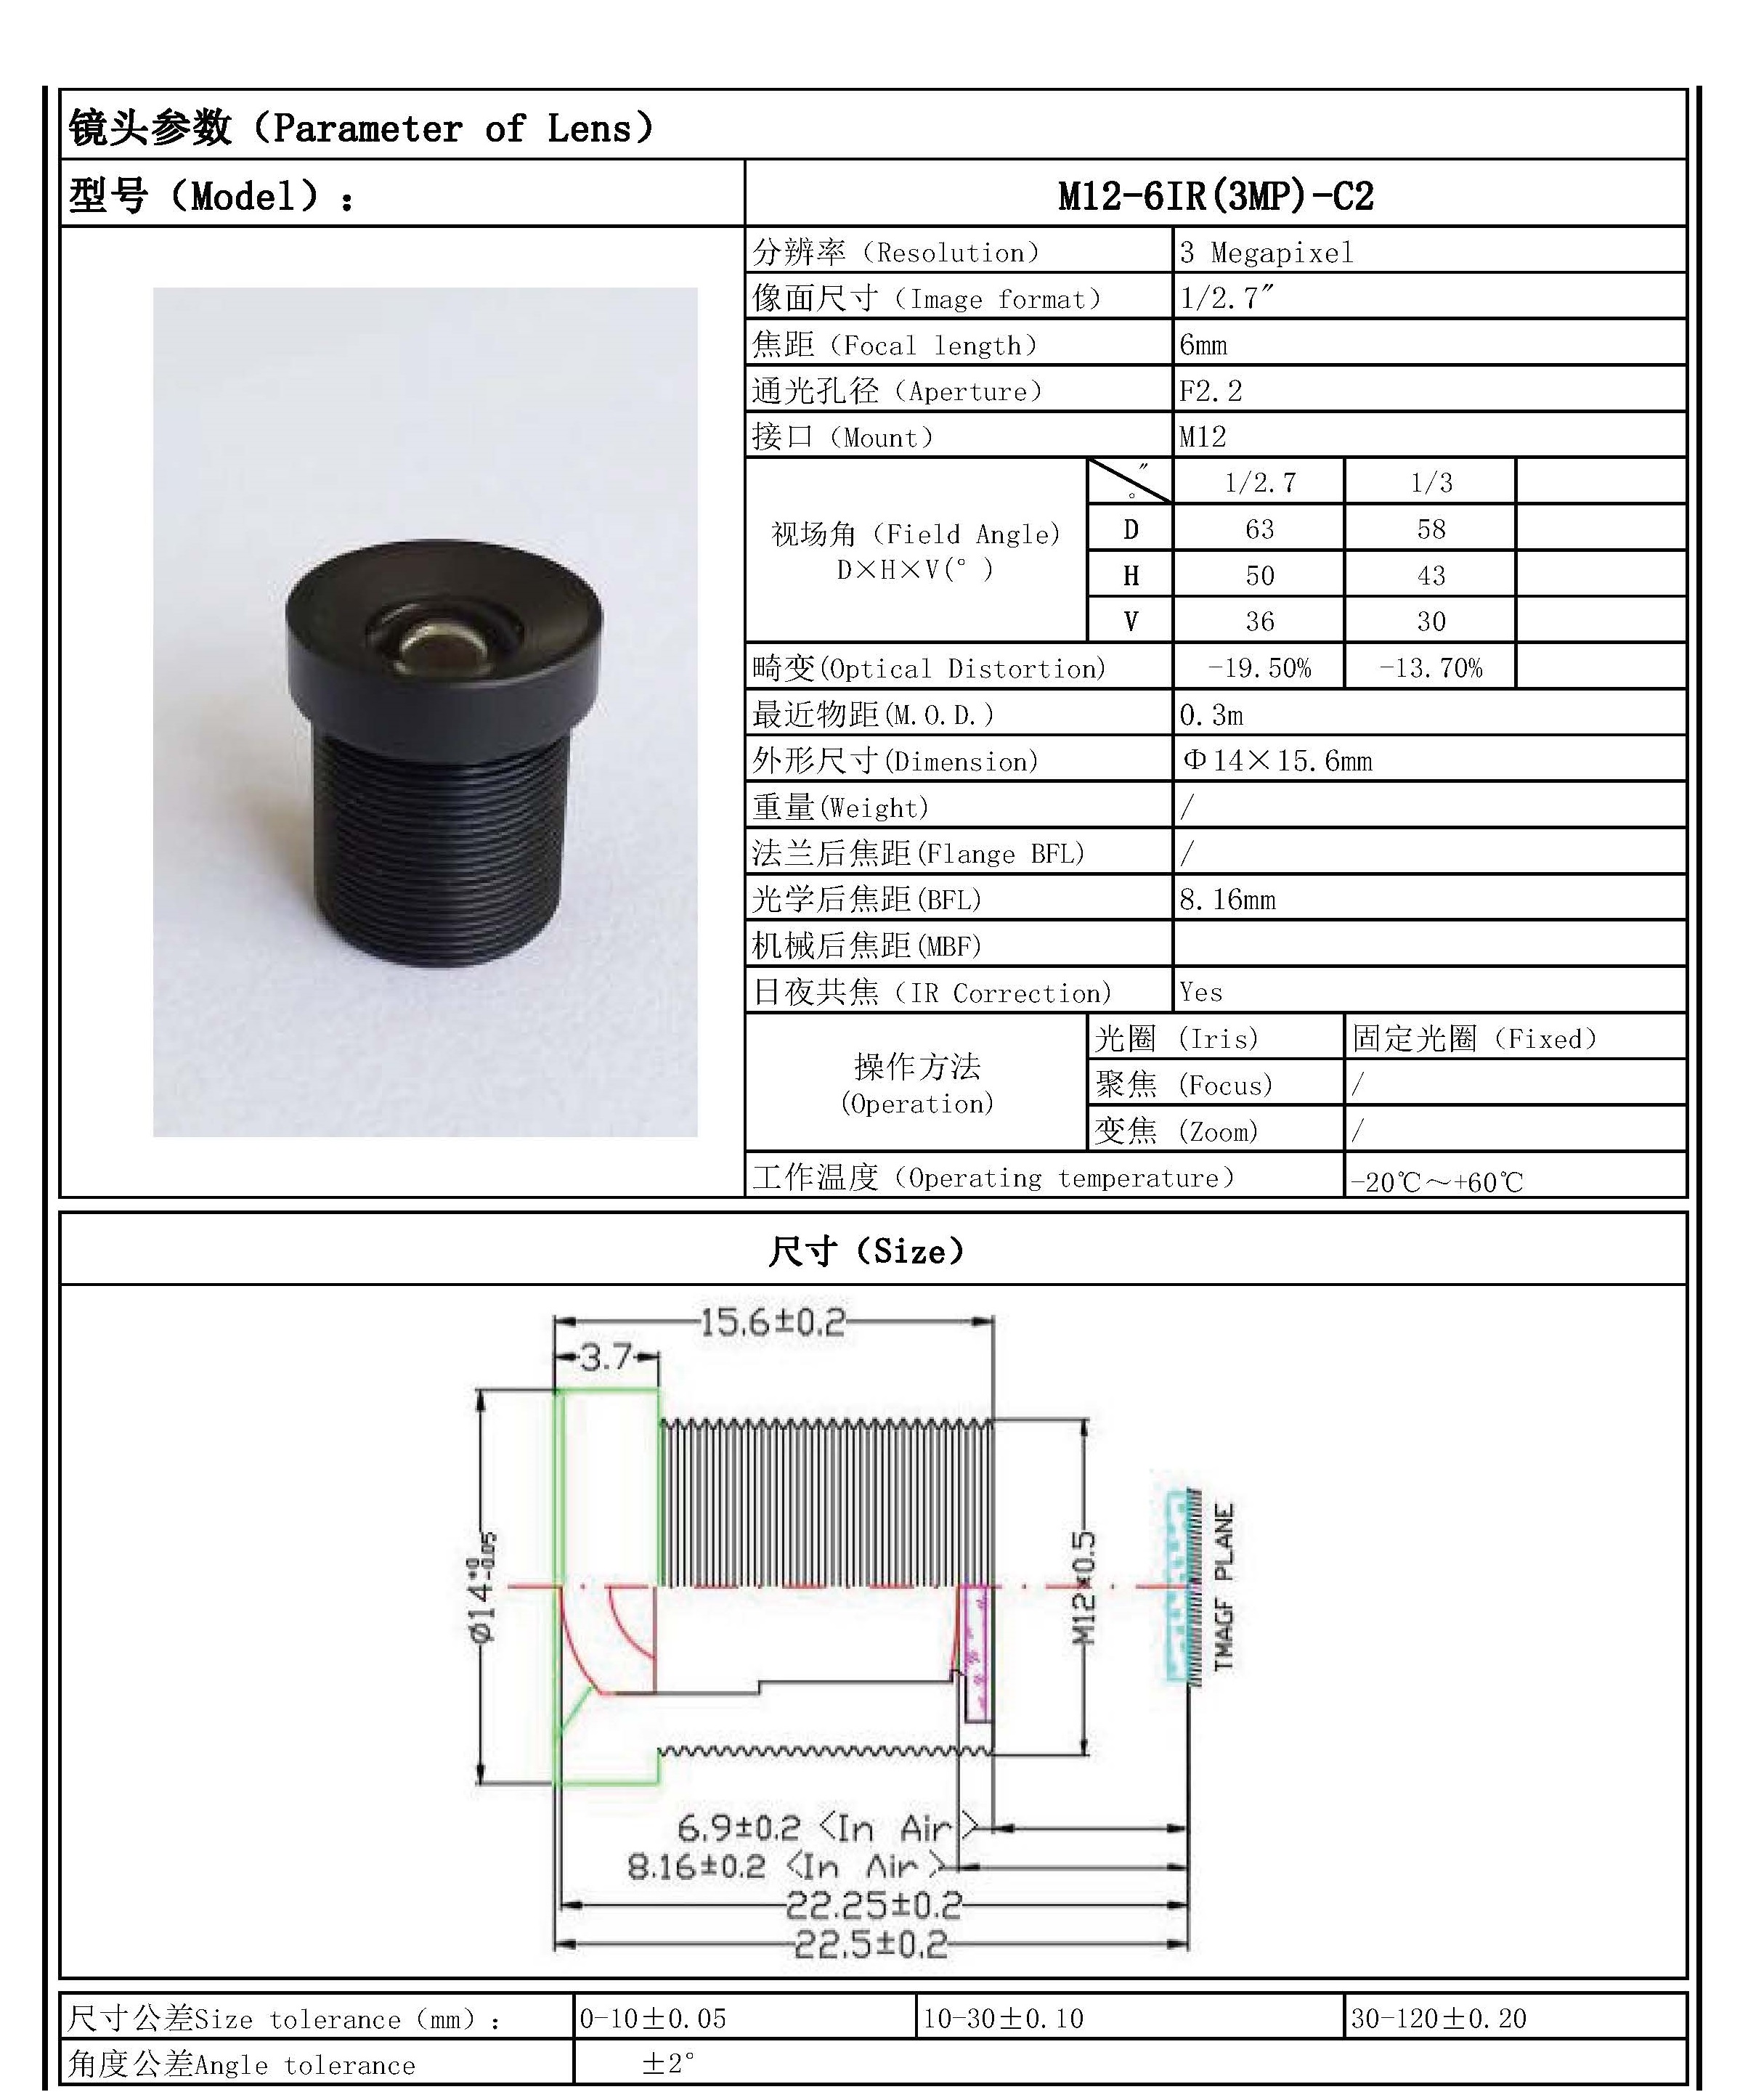 镜头参数（Parameter of Lens）
型号（Model）：
M12-6IR(3MP)-C2
分辨率（Resolution）
3 Megapixel
像面尺寸（Image format）
1/2.7″
焦距（Focal length）
6mm
通光孔径（Aperture）
F2.2
接口（Mount）
M12
视场角（Field Angle)
D×H×V(°)
″
°
1/2.7
1/3
D
63
58
H
50
43
V
36
30
畸变(Optical Distortion)
-19.50%
-13.70%
最近物距(M.O.D.)
0.3m
外形尺寸(Dimension)
Φ14×15.6mm
重量(Weight)
/
法兰后焦距(Flange BFL)
/
光学后焦距(BFL)
8.16mm
机械后焦距(MBF)
日夜共焦（IR Correction)
Yes
操作方法
(Operation)
光圈 (Iris)
固定光圈（Fixed）
聚焦 (Focus)
/
变焦 (Zoom)
/
工作温度（Operating temperature）
-20℃～+60℃
尺寸（Size）
15.6±0.2
3.7
Ø14+0-0.05
M12×0.5
TMAGF PLANE
6.9±0.2 <In Air>
8.16±0.2 <In Air>
22.25±0.2
22.5±0.2
尺寸公差Size tolerance（mm）：
0-10±0.05
10-30±0.10
30-120±0.20
角度公差Angle tolerance
±2°